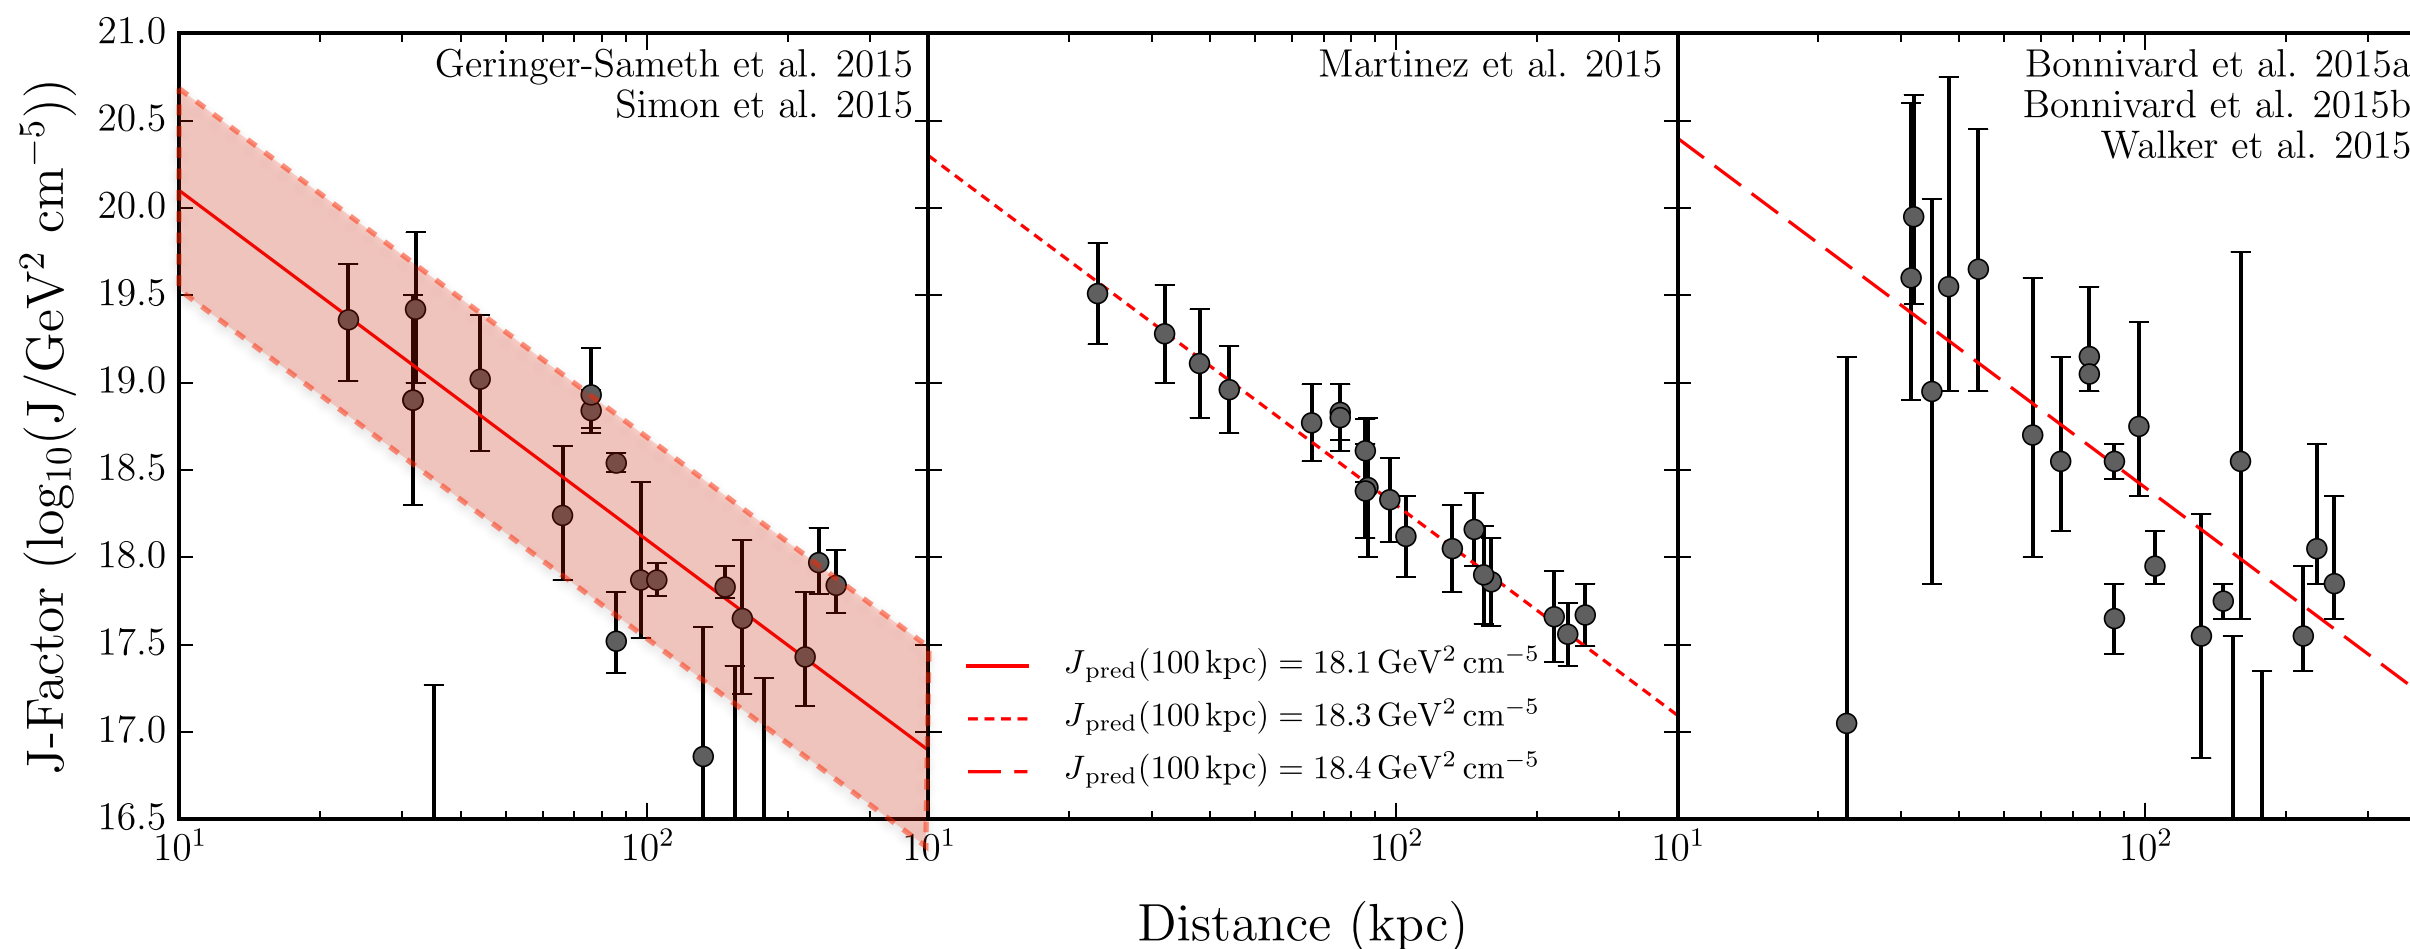 J-Factor (log₁₀(J/GeV² cm⁻⁵))
21.0
20.5
20.0
19.5
19.0
18.5
18.0
17.5
17.0
16.5
Geringer-Sameth et al. 2015
Simon et al. 2015
Martinez et al. 2015
Bonnivard et al. 2015a
Bonnivard et al. 2015b
Walker et al. 2015
J_pred(100 kpc) = 18.1 GeV² cm⁻⁵
J_pred(100 kpc) = 18.3 GeV² cm⁻⁵
J_pred(100 kpc) = 18.4 GeV² cm⁻⁵
10¹ 10² 10¹ 10² 10¹ 10²
Distance (kpc)